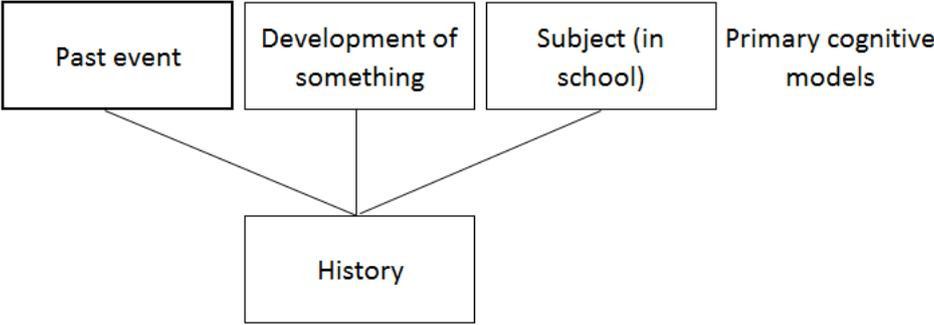 Past event
Development of
something
Subject (in
school)
Primary cognitive
models
History